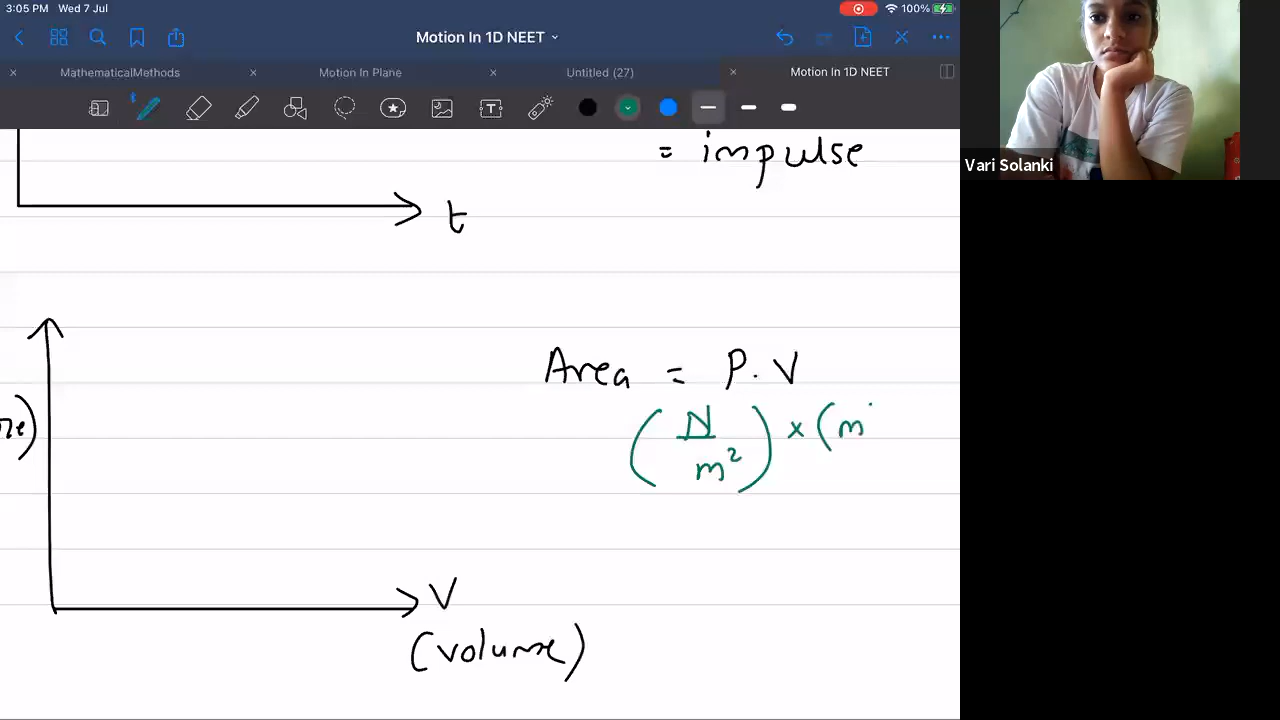 3:05 PM Wed 7 Jul
100%
Motion In 1D NEET
MathematicalMethods
Motion In Plane
Untitled (27)
Motion In 1D NEET
T
Vari Solanki
= impulse
t
Area = P. V
(N/m²) × (m
re)
V
(volume)